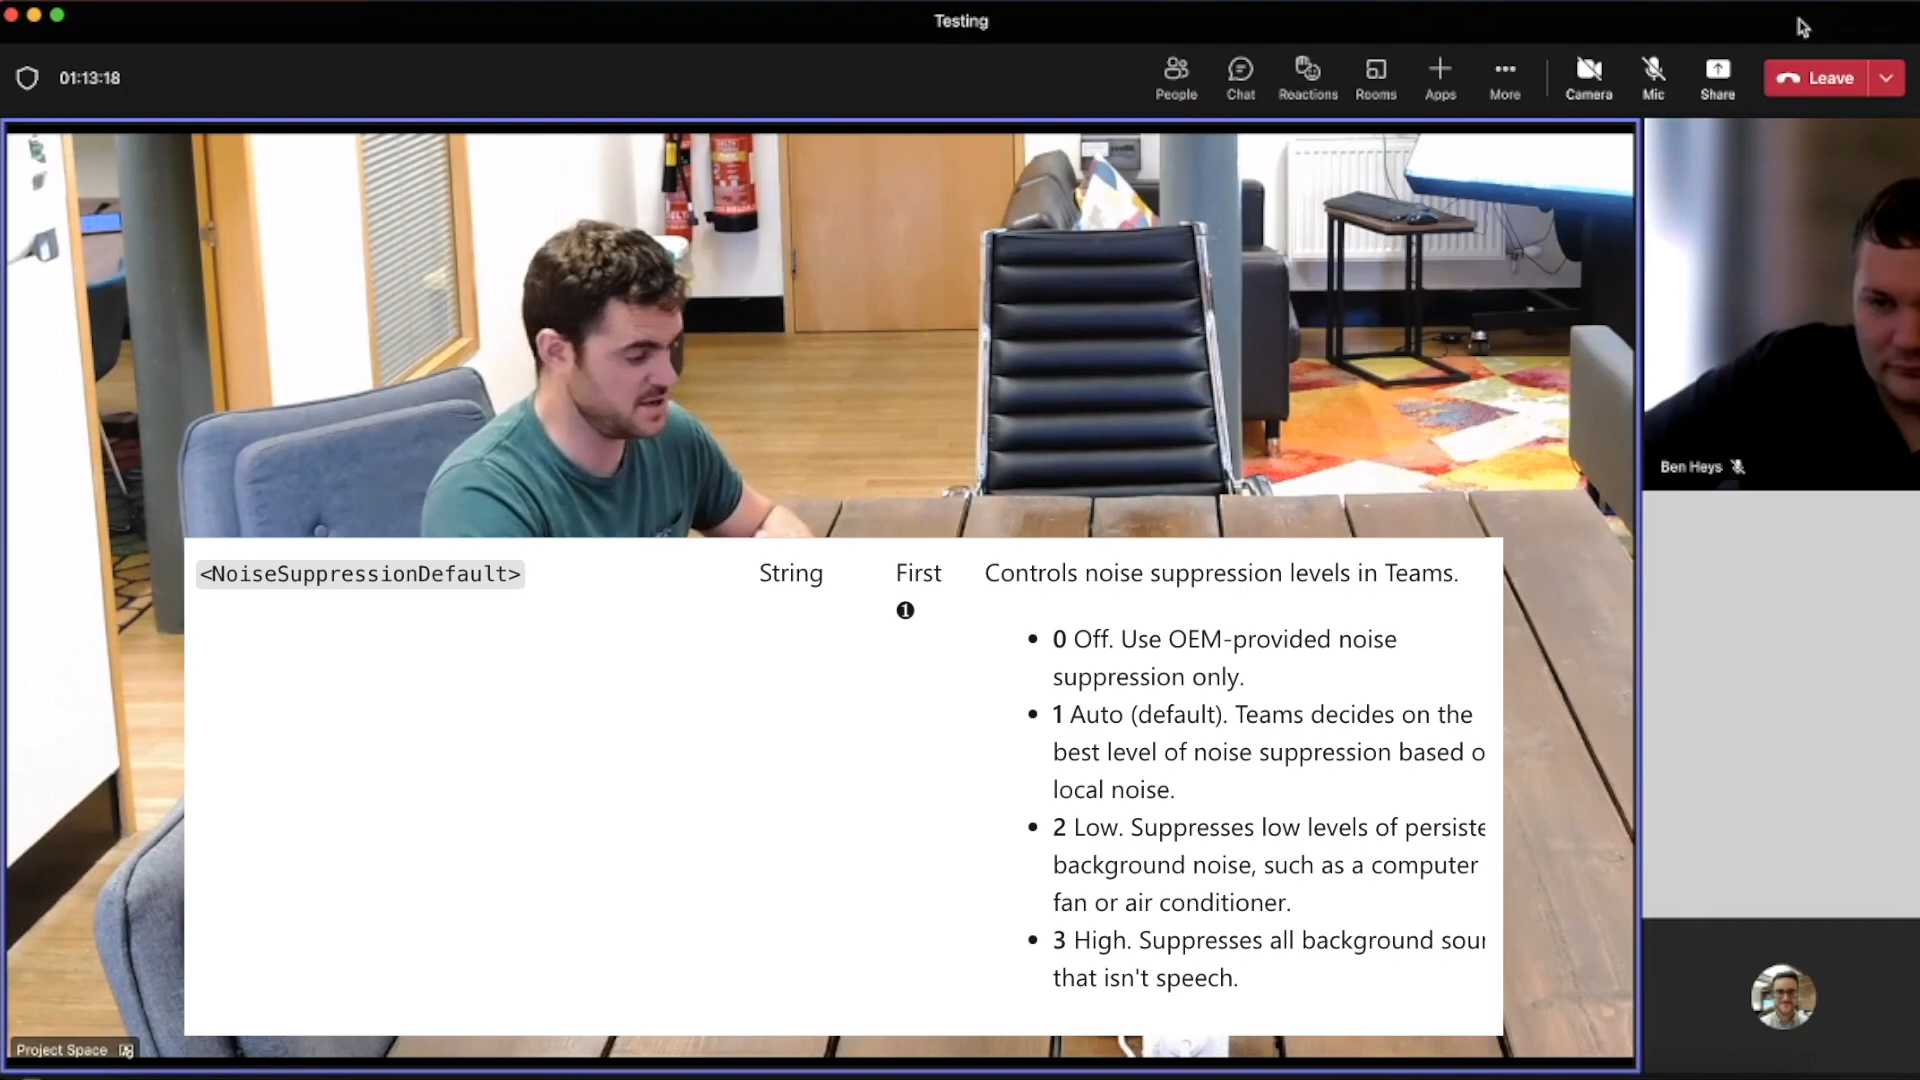 Testing
01:13:18
People
Chat
Reactions
Rooms
Apps
More
Camera
Mic
Share
Leave
DELTA
Ben Heys
<NoiseSuppressionDefault>
String
First
❶
Controls noise suppression levels in Teams.
• 0 Off. Use OEM-provided noise
suppression only.
• 1 Auto (default). Teams decides on the
best level of noise suppression based o
local noise.
• 2 Low. Suppresses low levels of persiste
background noise, such as a computer
fan or air conditioner.
• 3 High. Suppresses all background sour
that isn't speech.
Project Space